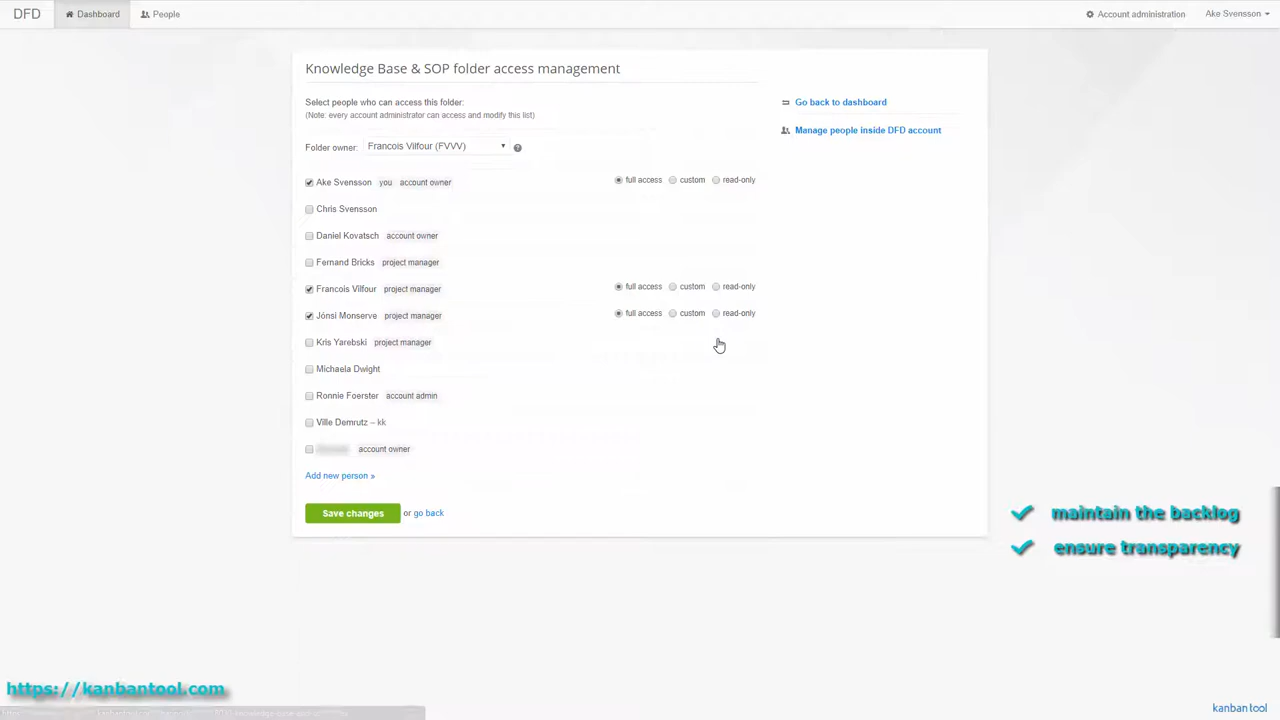 DFD Dashboard People Account administration Ake Svensson
Knowledge Base & SOP folder access management
Select people who can access this folder:
(Note: every account administrator can access and modify this list)
Go back to dashboard
Manage people inside DFD account
Folder owner: Francois Vilfour (FVVV)
Ake Svensson you account owner full access custom read-only
Chris Svensson
Daniel Kovatsch account owner
Fernand Bricks project manager
Francois Vilfour project manager full access custom read-only
Jónsi Monserve project manager full access custom read-only
Kris Yarebski project manager
Michaela Dwight
Ronnie Foerster account admin
Ville Demrutz – kk
account owner
Add new person »
Save changes or go back
maintain the backlog
ensure transparency
https://kanbantool.com
kanban tool